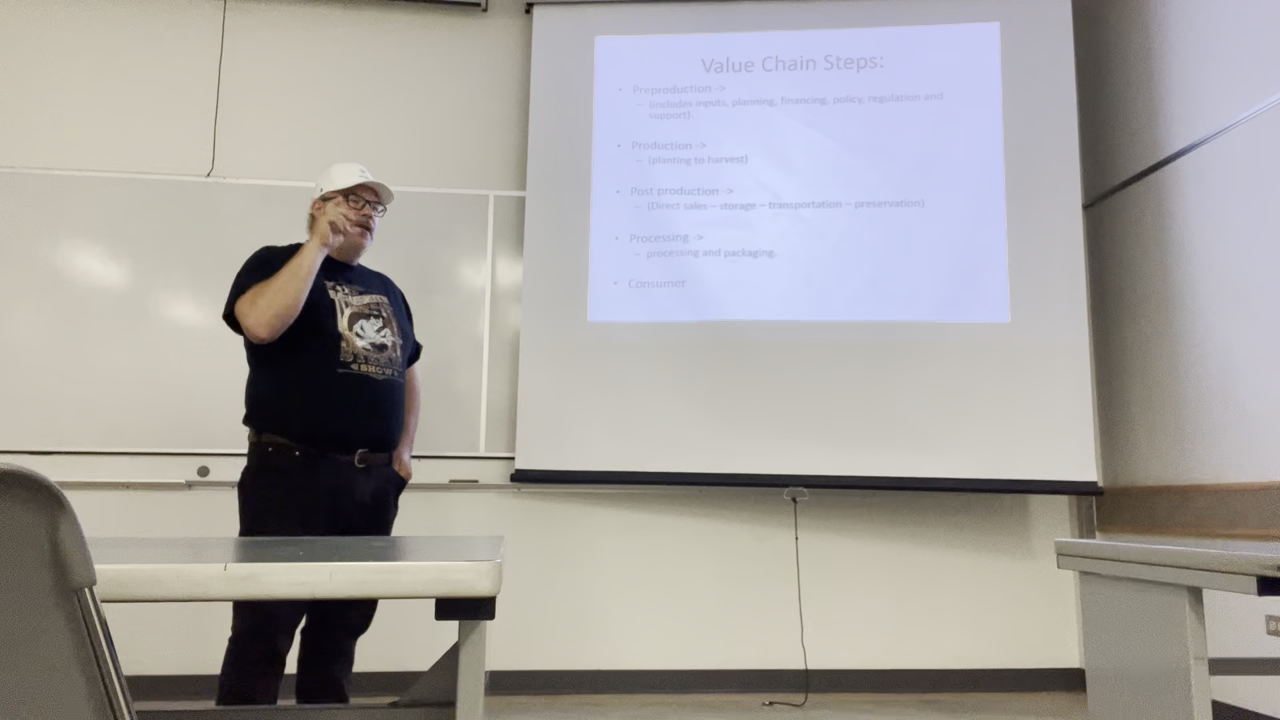 Value Chain Steps:
• Preproduction ->
– (includes inputs, planning, financing, policy, regulation and
support)
• Production ->
– (planting to harvest)
• Post production ->
– (Direct sales – storage – transportation – preservation)
• Processing ->
– processing and packaging.
• Consumer
SHOW